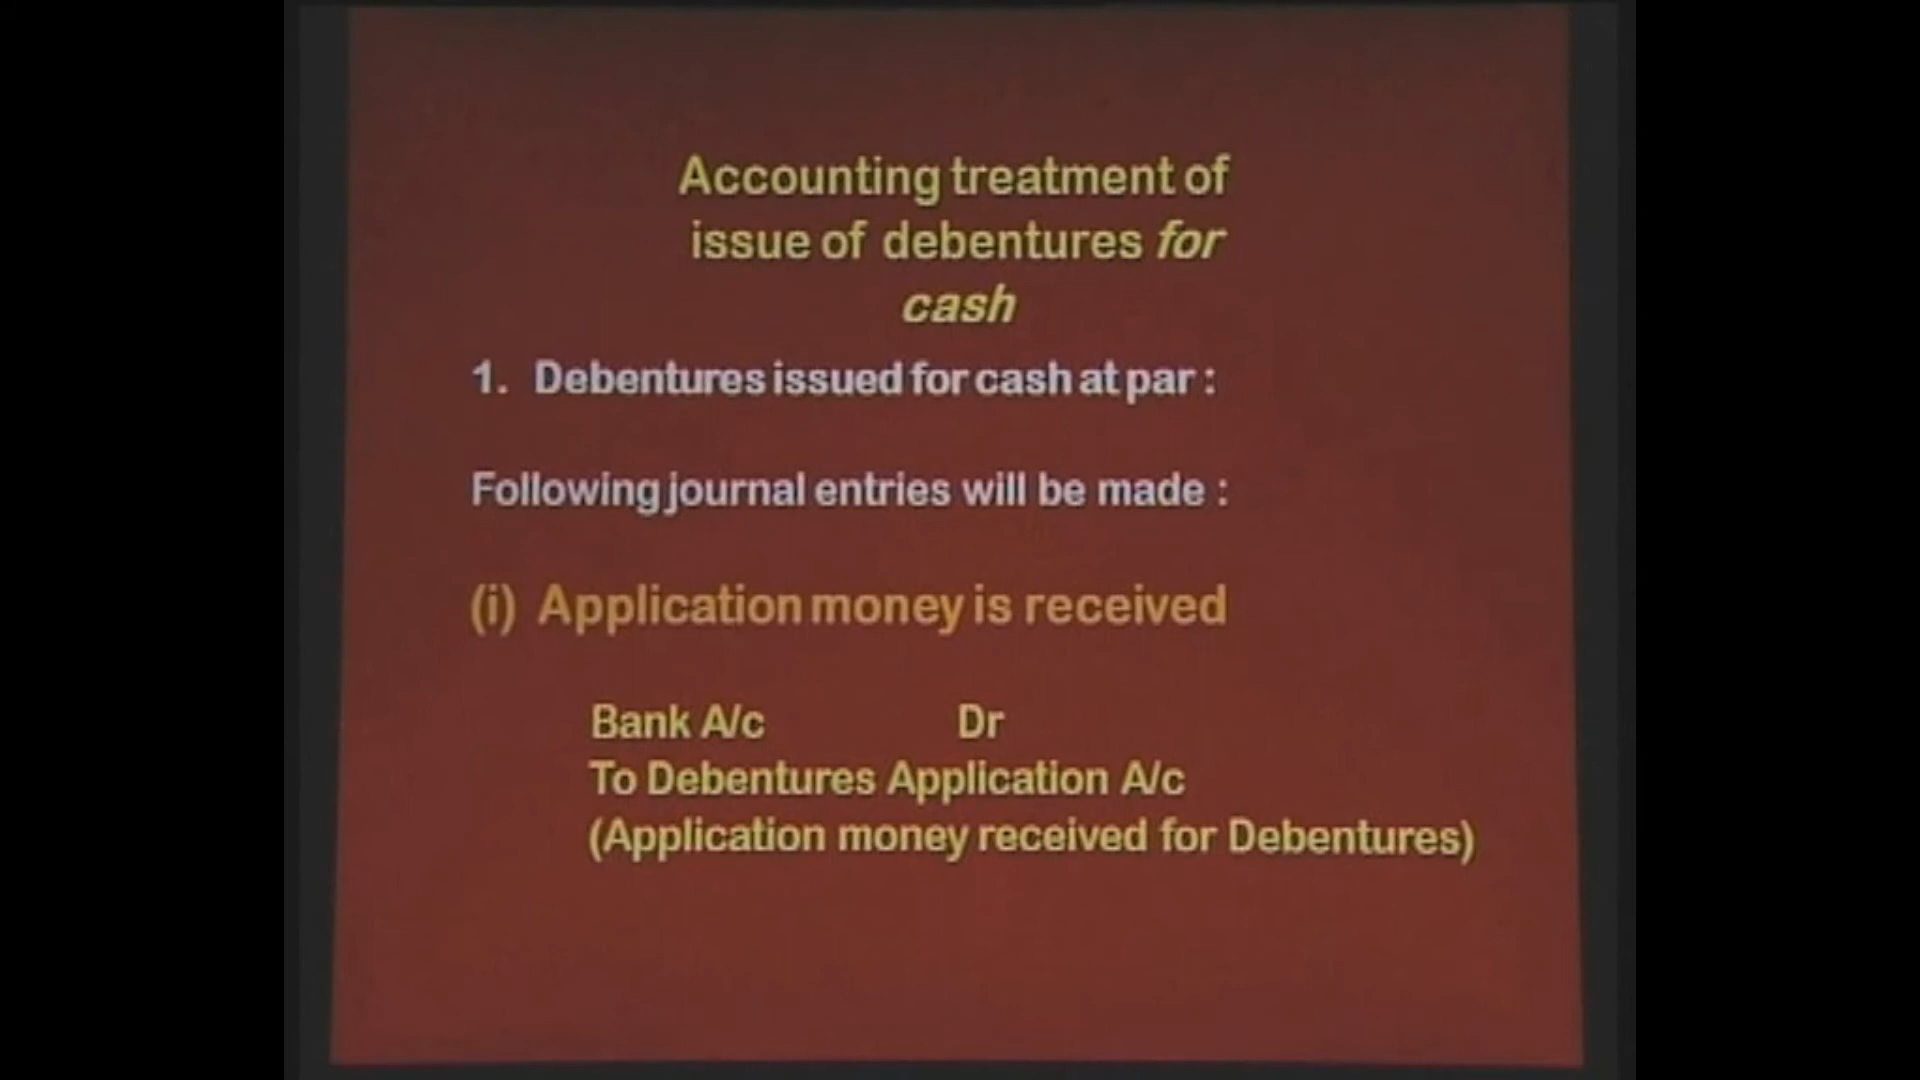 Accounting treatment of
issue of debentures for
cash
1. Debentures issued for cash at par :
Following journal entries will be made :
(i) Application money is received
Bank A/c Dr
To Debentures Application A/c
(Application money received for Debentures)